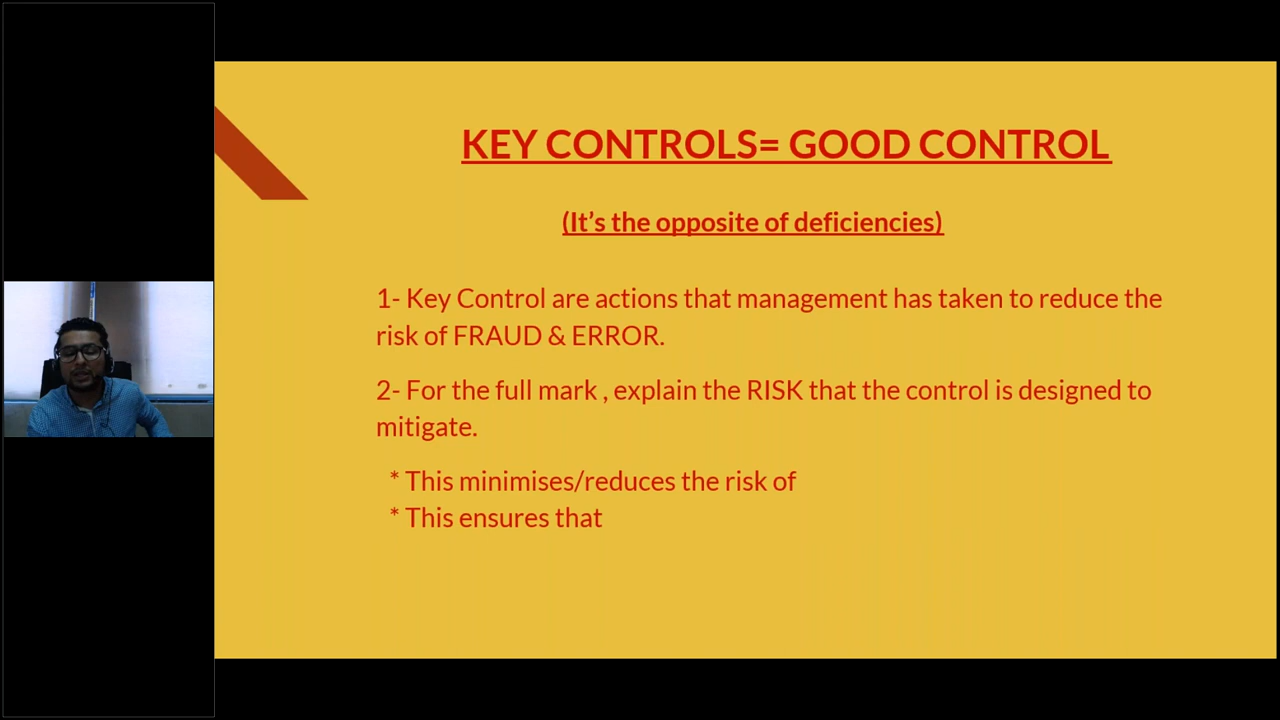 KEY CONTROLS= GOOD CONTROL
(It’s the opposite of deficiencies)
1- Key Control are actions that management has taken to reduce the
risk of FRAUD & ERROR.
2- For the full mark , explain the RISK that the control is designed to
mitigate.
* This minimises/reduces the risk of
* This ensures that